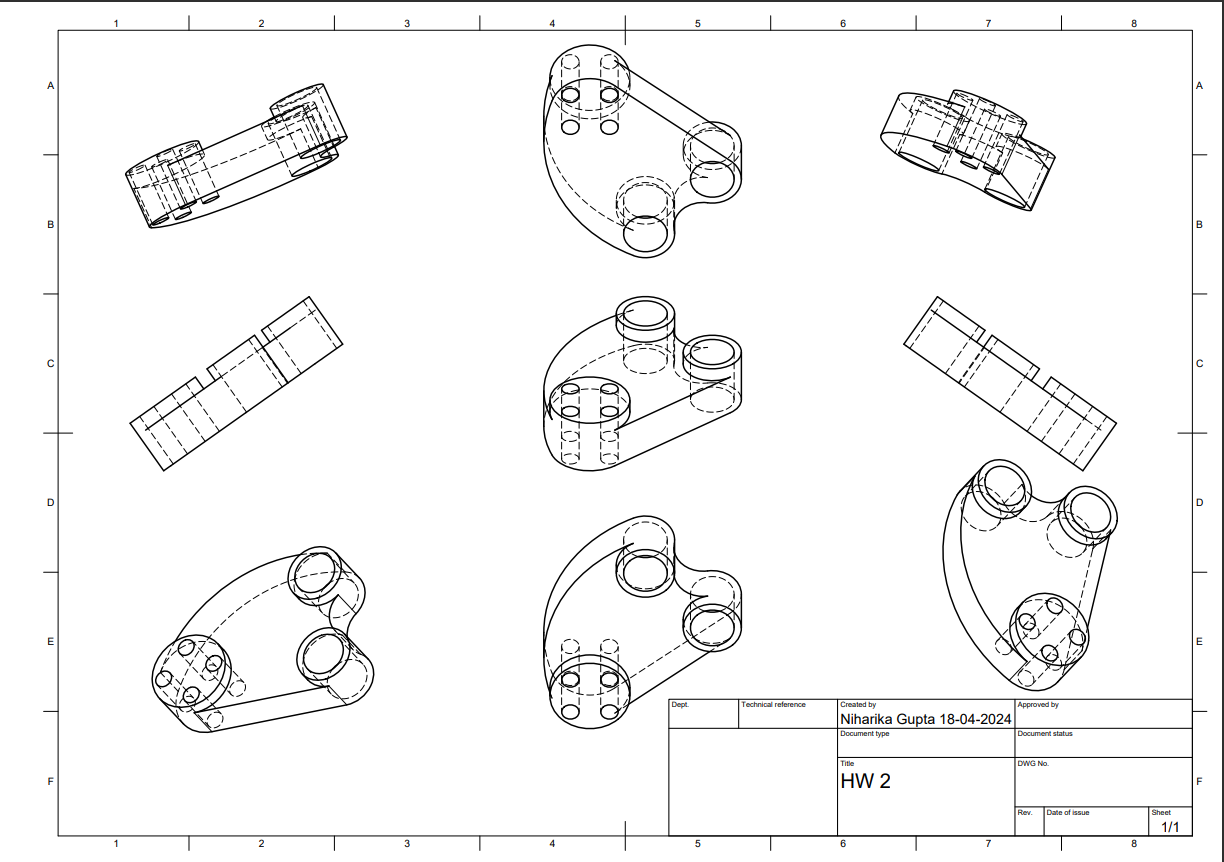 1 2 3 4 5 6 7 8
A A
B B
C C
D D
E E
F F
Dept. Technical reference Created by Approved by
Niharika Gupta 18-04-2024
Document type Document status
Title DWG No.
HW 2
Rev. Date of issue Sheet
1/1
1 2 3 4 5 6 7 8